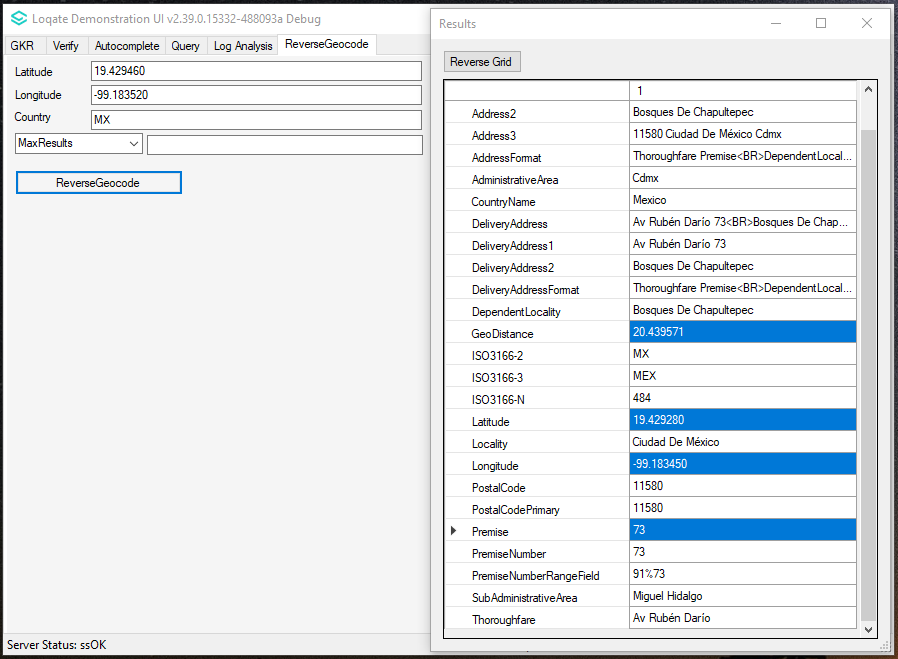 Loqate Demonstration UI v2.39.0.15332-488093a Debug
GKR Verify Autocomplete Query Log Analysis ReverseGeocode
Latitude 19.429460
Longitude -99.183520
Country MX
MaxResults
ReverseGeocode
Server Status: ssOK
Results
Reverse Grid
1
Address2 Bosques De Chapultepec
Address3 11580 Ciudad De México Cdmx
AddressFormat Thoroughfare Premise<BR>DependentLocal...
AdministrativeArea Cdmx
CountryName Mexico
DeliveryAddress Av Rubén Darío 73<BR>Bosques De Chap...
DeliveryAddress1 Av Rubén Darío 73
DeliveryAddress2 Bosques De Chapultepec
DeliveryAddressFormat Thoroughfare Premise<BR>DependentLocal...
DependentLocality Bosques De Chapultepec
GeoDistance 20.439571
ISO3166-2 MX
ISO3166-3 MEX
ISO3166-N 484
Latitude 19.429280
Locality Ciudad De México
Longitude -99.183450
PostalCode 11580
PostalCodePrimary 11580
Premise 73
PremiseNumber 73
PremiseNumberRangeField 91%73
SubAdministrativeArea Miguel Hidalgo
Thoroughfare Av Rubén Darío